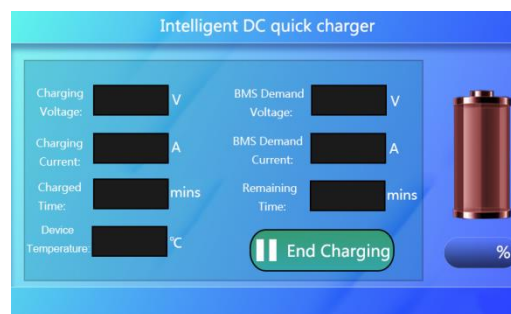 Intelligent DC quick charger
Charging
Voltage:
V
BMS Demand
Voltage:
V
Charging
Current:
A
BMS Demand
Current:
A
Charged
Time:
mins
Remaining
Time:
mins
Device
Temperature:
℃
End Charging
%